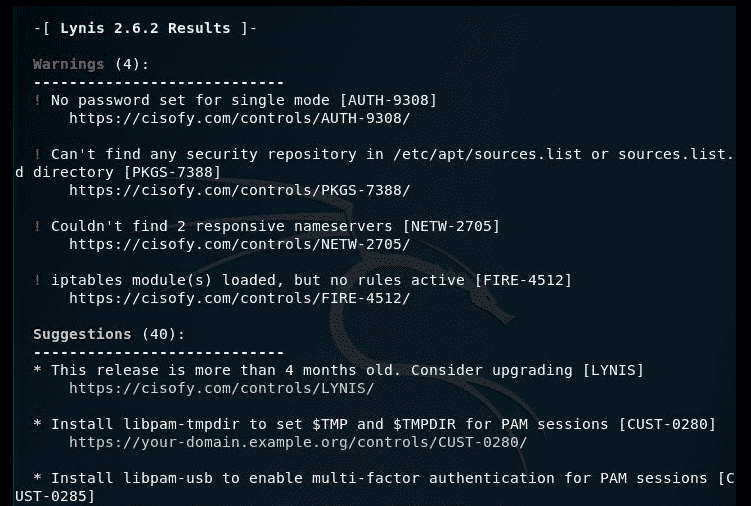 -[ Lynis 2.6.2 Results ]-
Warnings (4):
----------------------------
! No password set for single mode [AUTH-9308]
https://cisofy.com/controls/AUTH-9308/
! Can't find any security repository in /etc/apt/sources.list or sources.list.
d directory [PKGS-7388]
https://cisofy.com/controls/PKGS-7388/
! Couldn't find 2 responsive nameservers [NETW-2705]
https://cisofy.com/controls/NETW-2705/
! iptables module(s) loaded, but no rules active [FIRE-4512]
https://cisofy.com/controls/FIRE-4512/
Suggestions (40):
----------------------------
* This release is more than 4 months old. Consider upgrading [LYNIS]
https://cisofy.com/controls/LYNIS/
* Install libpam-tmpdir to set $TMP and $TMPDIR for PAM sessions [CUST-0280]
https://your-domain.example.org/controls/CUST-0280/
* Install libpam-usb to enable multi-factor authentication for PAM sessions [C
UST-0285]